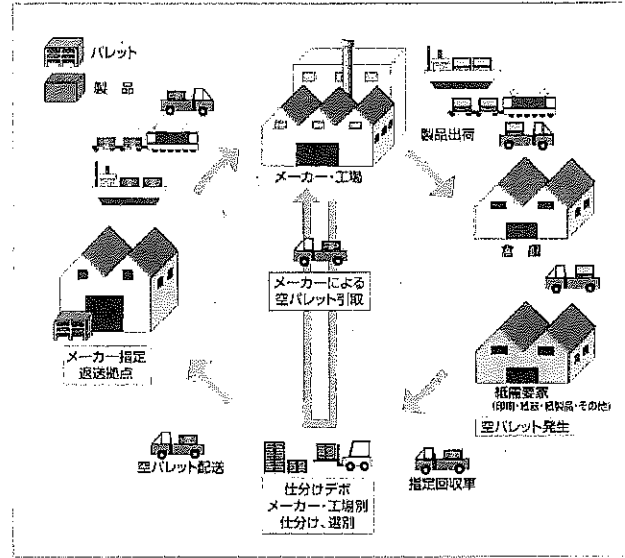 パレット
製品
メーカー・工場
製品出荷
倉庫
メーカーによる
空パレット引取
メーカー指定
返送拠点
紙需要家
(印刷・紙器・紙製品・その他)
空パレット発生
空パレット配送
仕分けデポ
メーカー・工場別
仕分け、選別
指定回収車